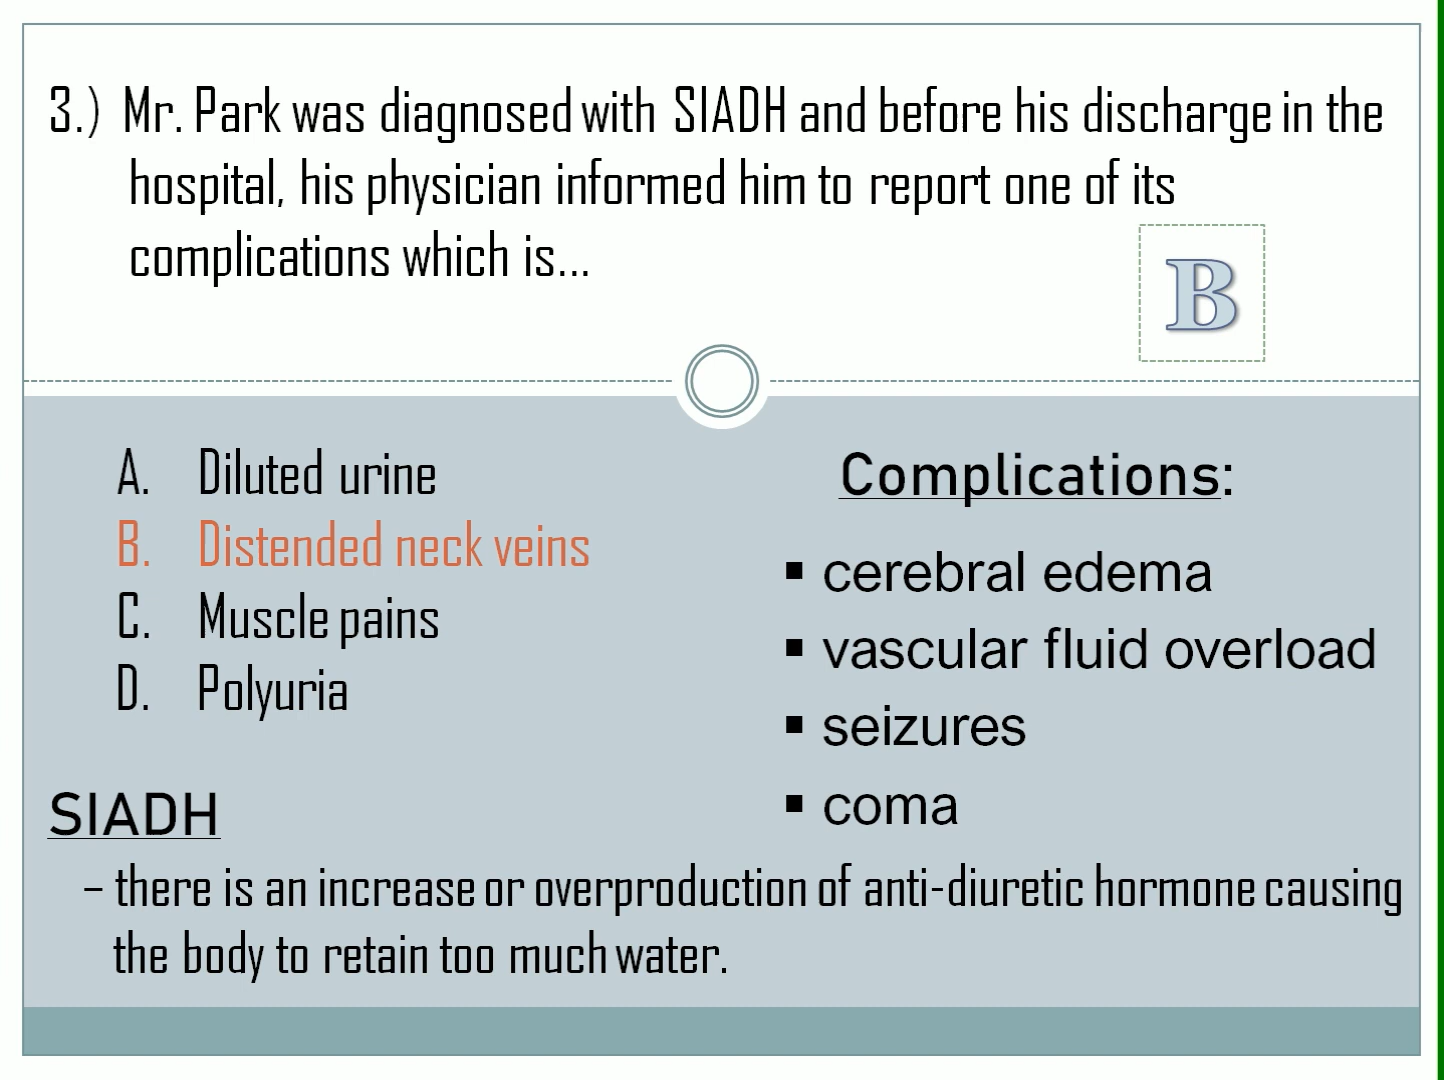 3.) Mr. Park was diagnosed with SIADH and before his discharge in the
hospital, his physician informed him to report one of its
complications which is...
B
A. Diluted urine
B. Distended neck veins
C. Muscle pains
D. Polyuria
Complications:
▪ cerebral edema
▪ vascular fluid overload
▪ seizures
▪ coma
SIADH
– there is an increase or overproduction of anti-diuretic hormone causing
the body to retain too much water.